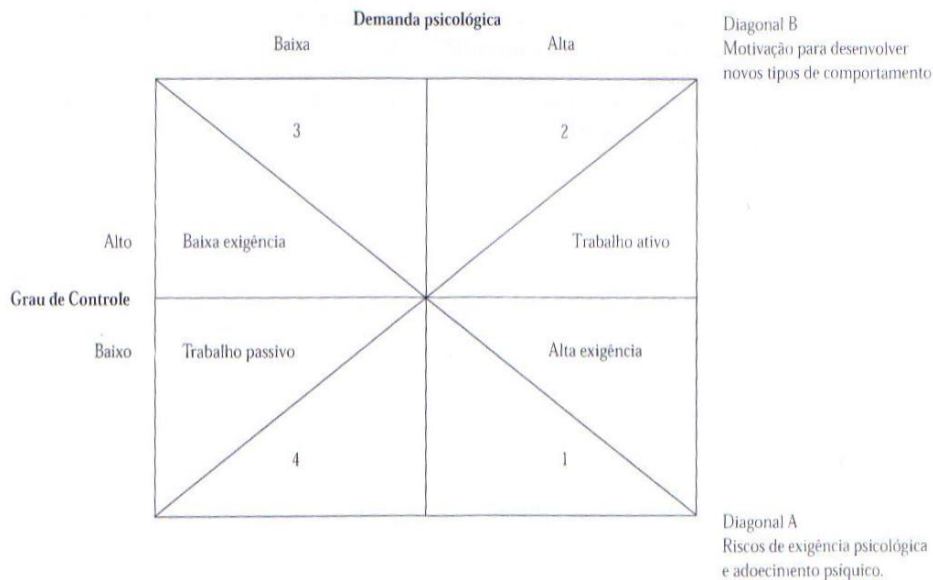 Demanda psicológica
Baixa
Alta
Diagonal B
Motivação para desenvolver
novos tipos de comportamento
3
2
Alto
Baixa exigência
Trabalho ativo
Grau de Controle
Baixo
Trabalho passivo
Alta exigência
4
1
Diagonal A
Riscos de exigência psicológica
e adoecimento psíquico.